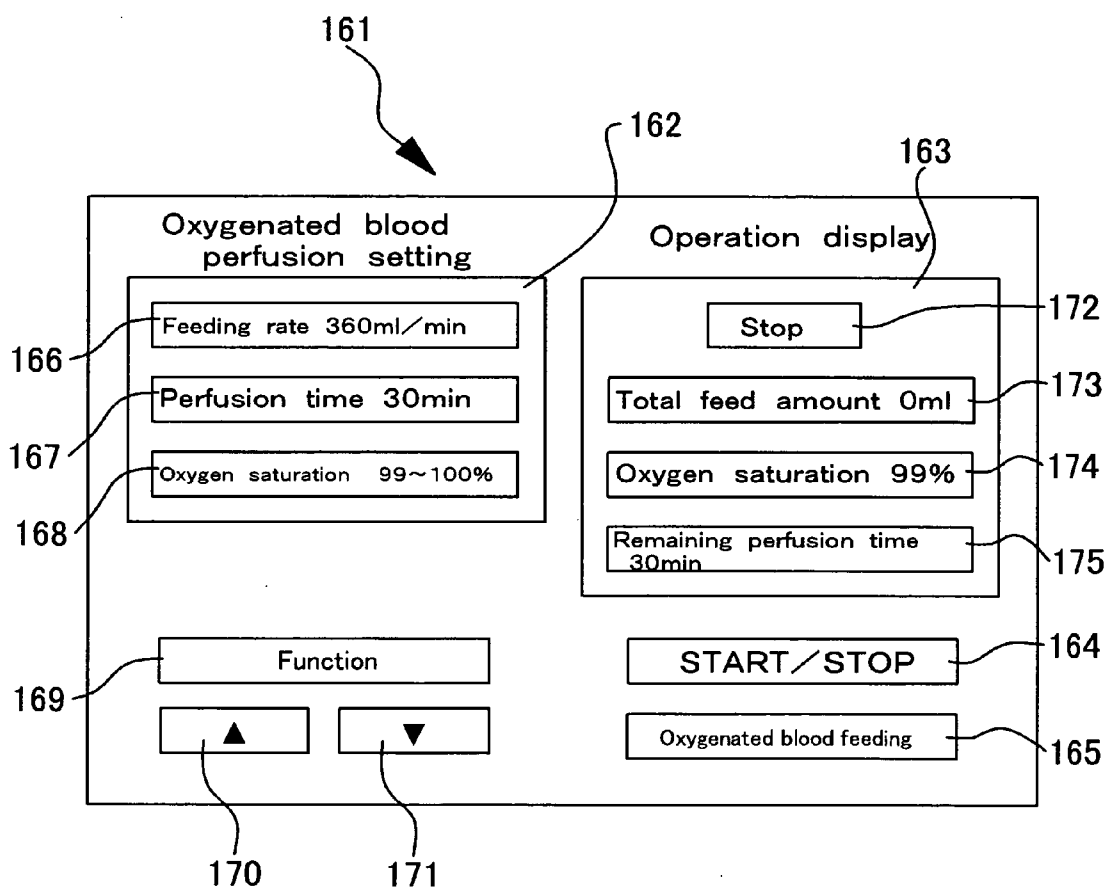 161
162
163
Oxygenated blood
perfusion setting
Operation display
Feeding rate 360ml／min
166
Stop
172
Perfusion time 30min
167
Total feed amount 0ml
173
Oxygen saturation 99～100%
168
Oxygen saturation 99%
174
Remaining perfusion time
30min
175
Function
169
START／STOP
164
▲
▼
Oxygenated blood feeding
165
170
171